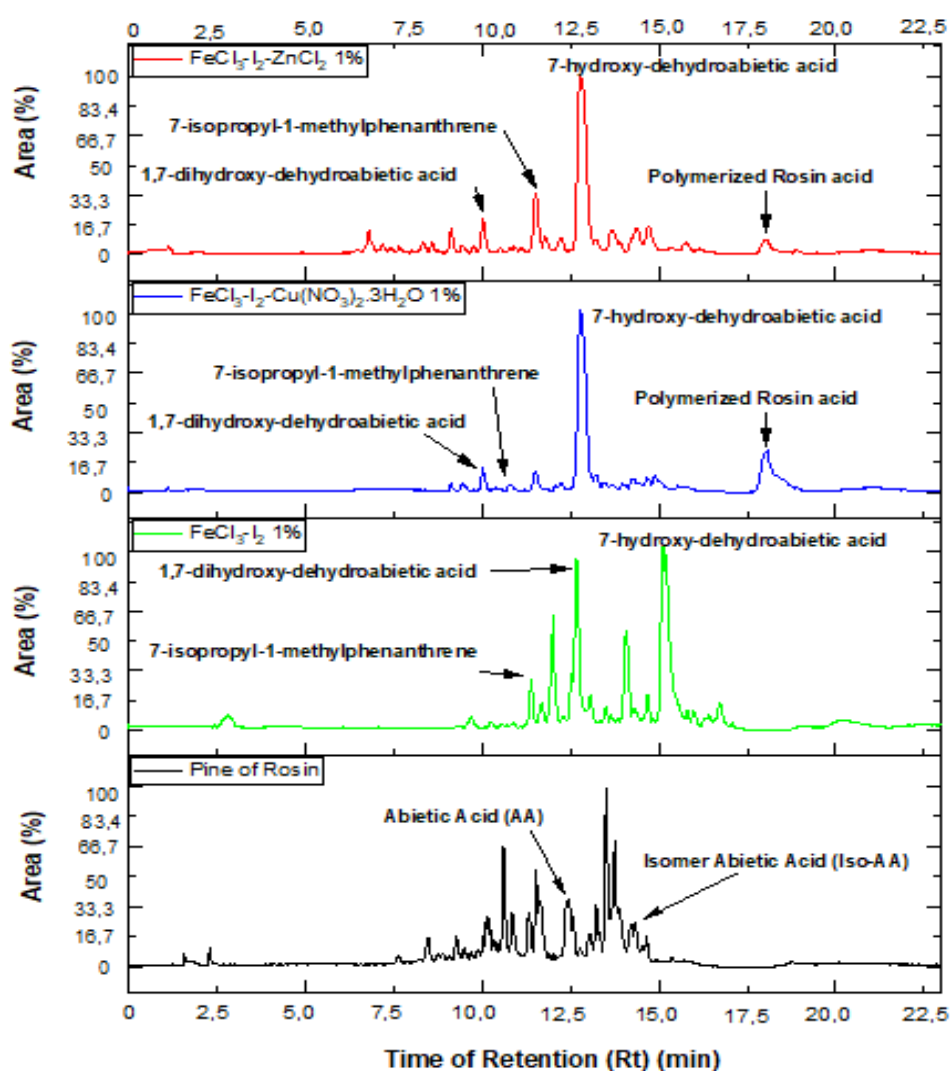 0 2,5 5,0 7,5 10,0 12,5 15,0 17,5 20,0 22,5
FeCl3-I2-ZnCl2 1%
7-hydroxy-dehydroabietic acid
7-isopropyl-1-methylphenanthrene
1,7-dihydroxy-dehydroabietic acid
Polymerized Rosin acid
Area (%)
100
83,4
66,7
50
33,3
16,7
0
FeCl3-I2-Cu(NO3)2.3H2O 1%
7-hydroxy-dehydroabietic acid
7-isopropyl-1-methylphenanthrene
1,7-dihydroxy-dehydroabietic acid
Polymerized Rosin acid
Area (%)
100
83,4
66,7
50
33,3
16,7
0
FeCl3-I2 1%
7-hydroxy-dehydroabietic acid
1,7-dihydroxy-dehydroabietic acid
7-isopropyl-1-methylphenanthrene
Area (%)
100
83,4
66,7
50
33,3
16,7
0
Pine of Rosin
Abietic Acid (AA)
Isomer Abietic Acid (Iso-AA)
Area (%)
100
83,4
66,7
50
33,3
16,7
0
0 2,5 5,0 7,5 10,0 12,5 15,0 17,5 20,0 22,5
Time of Retention (Rt) (min)